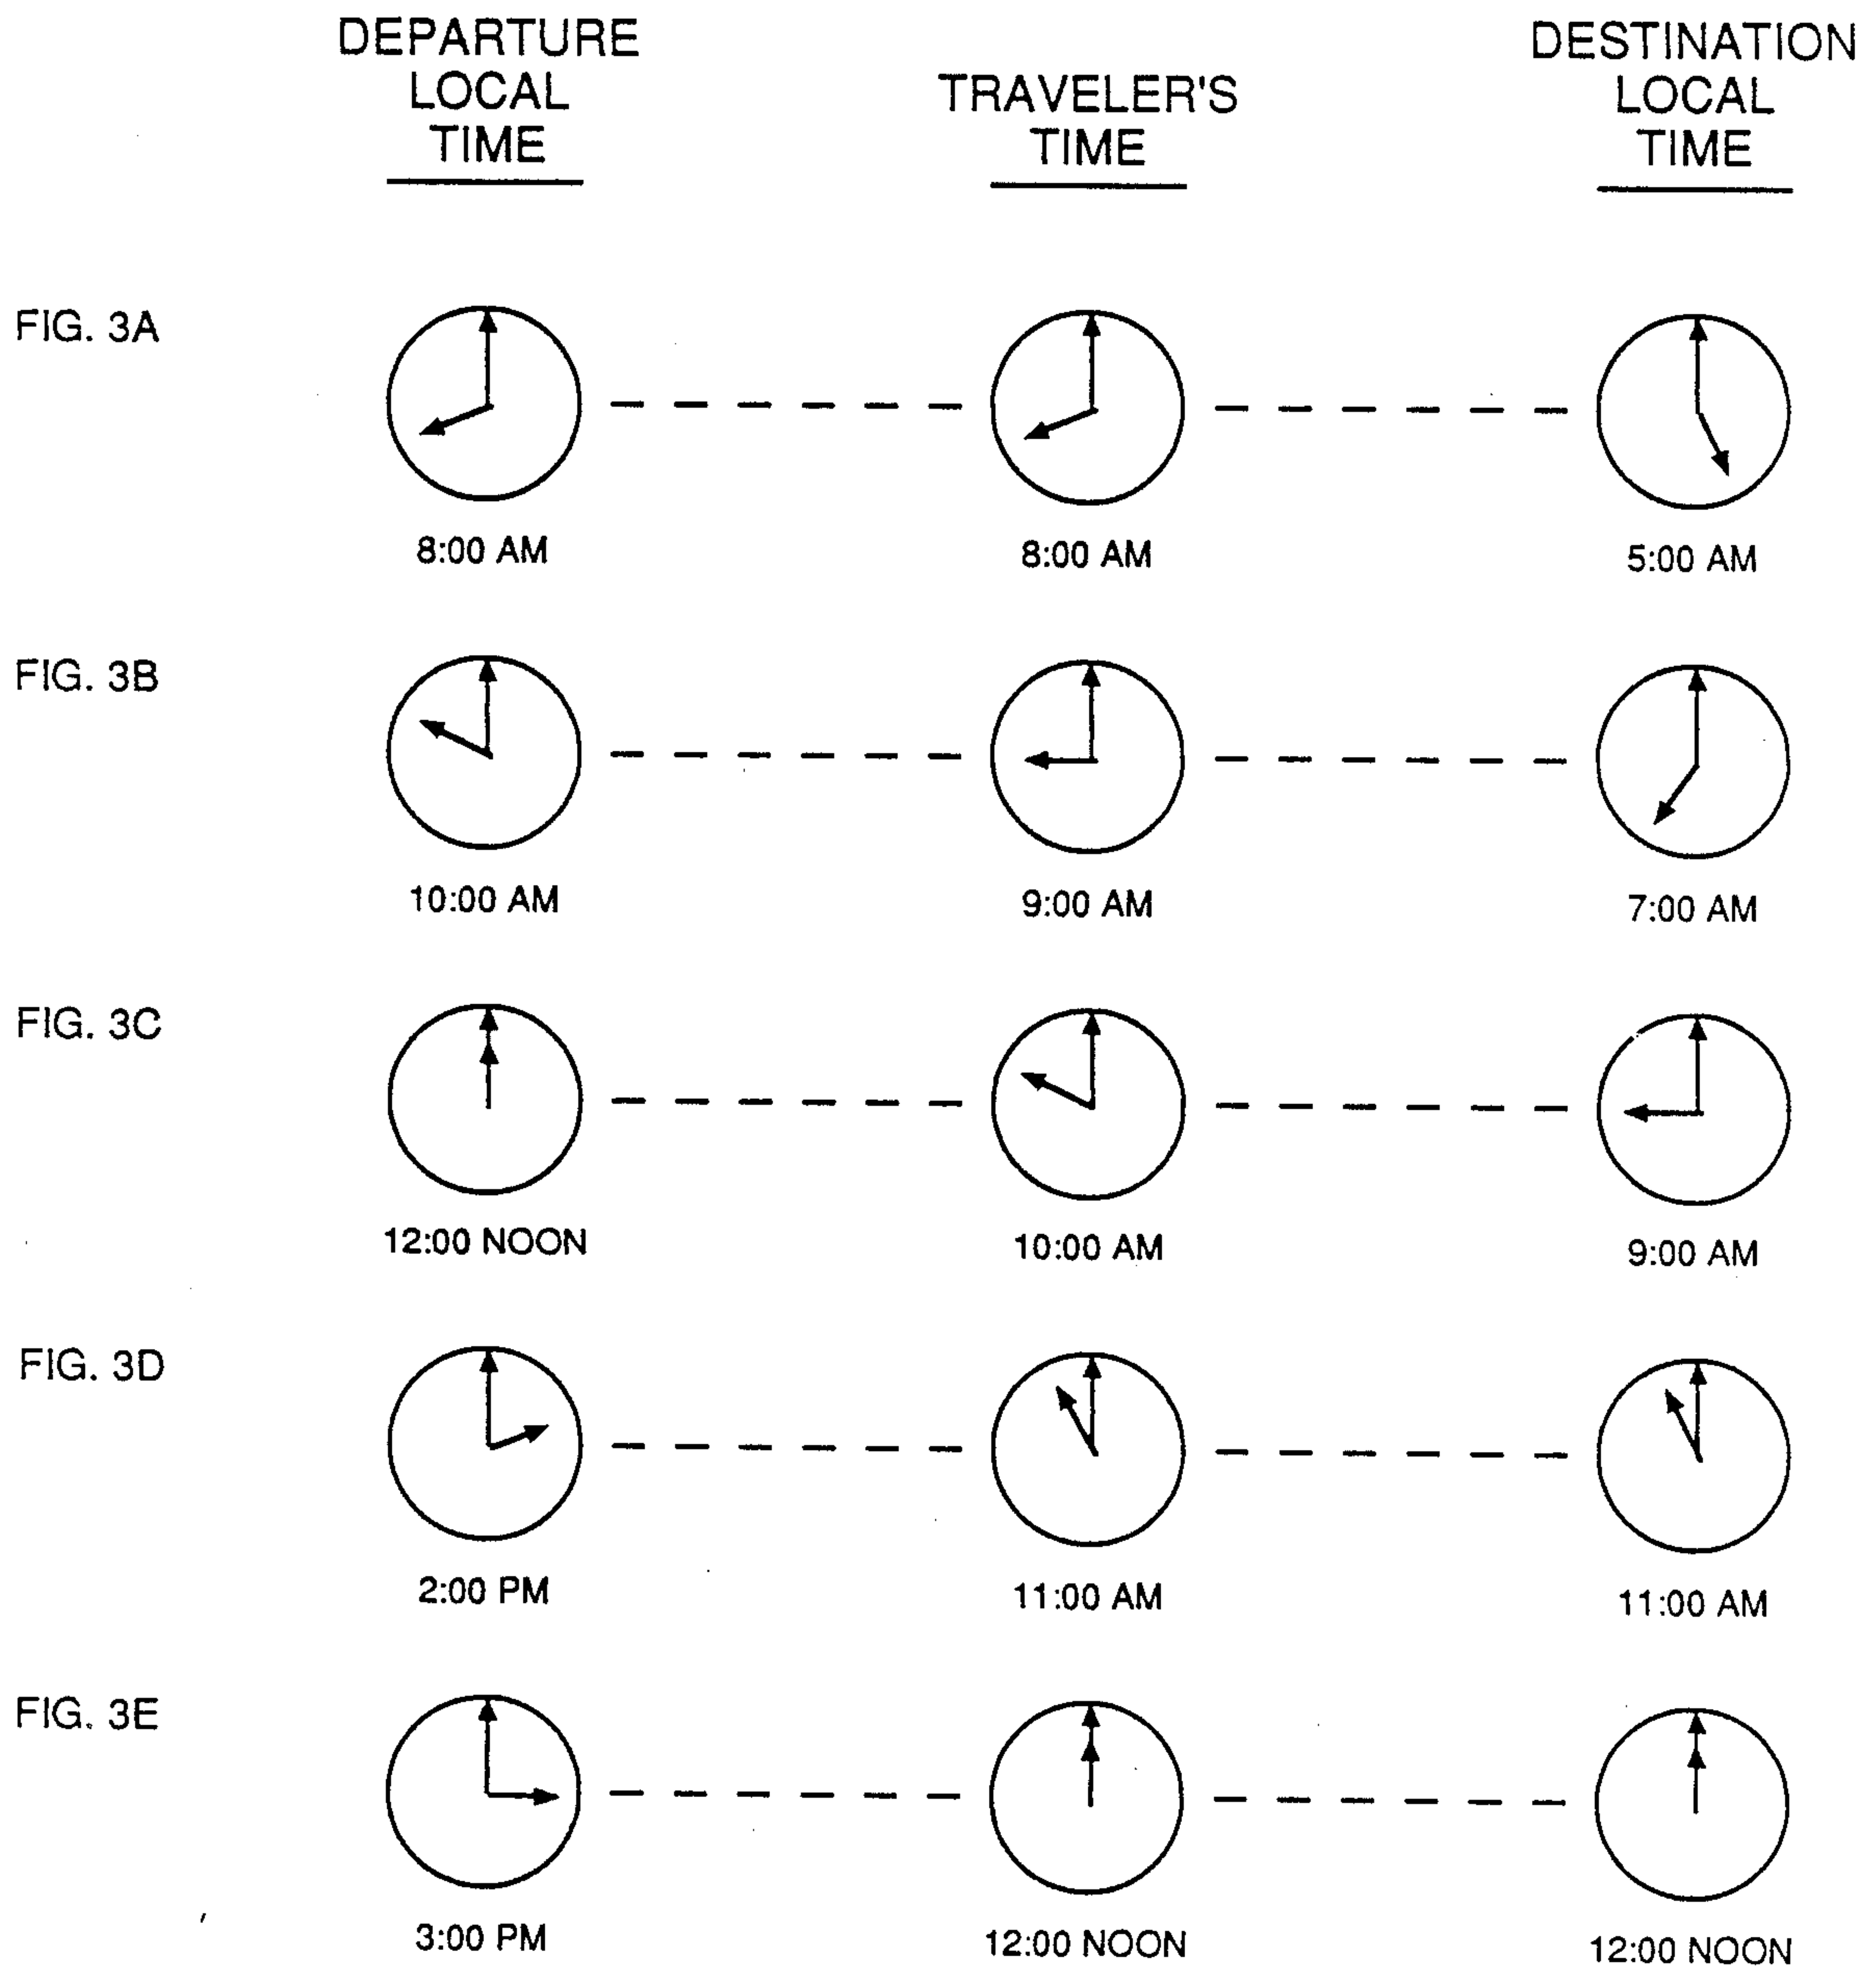 DEPARTURE
LOCAL
TIME
TRAVELER'S
TIME
DESTINATION
LOCAL
TIME
FIG. 3A
8:00 AM
8:00 AM
5:00 AM
FIG. 3B
10:00 AM
9:00 AM
7:00 AM
FIG. 3C
12:00 NOON
10:00 AM
9:00 AM
FIG. 3D
2:00 PM
11:00 AM
11:00 AM
FIG. 3E
3:00 PM
12:00 NOON
12:00 NOON